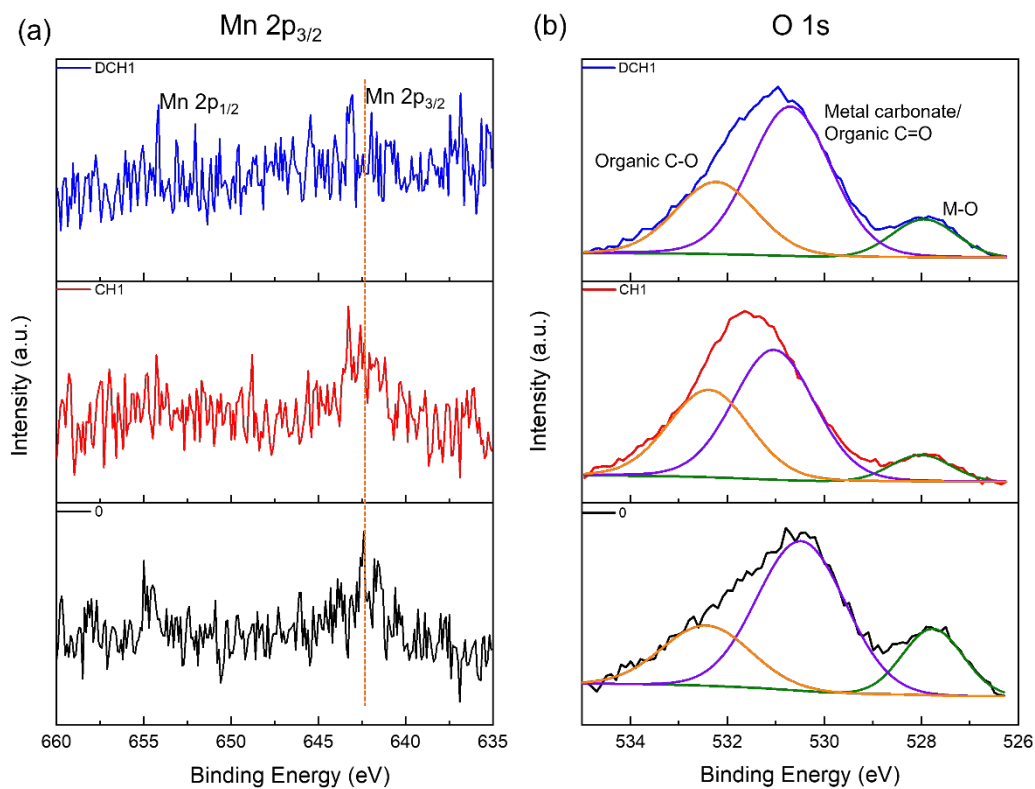 (a)
Mn 2p3/2
DCH1
Mn 2p1/2
Mn 2p3/2
CH1
0
Intensity (a.u.)
660 655 650 645 640 635
Binding Energy (eV)
(b)
O 1s
DCH1
Metal carbonate/
Organic C=O
Organic C-O
M-O
CH1
0
Intensity (a.u.)
534 532 530 528 526
Binding Energy (eV)